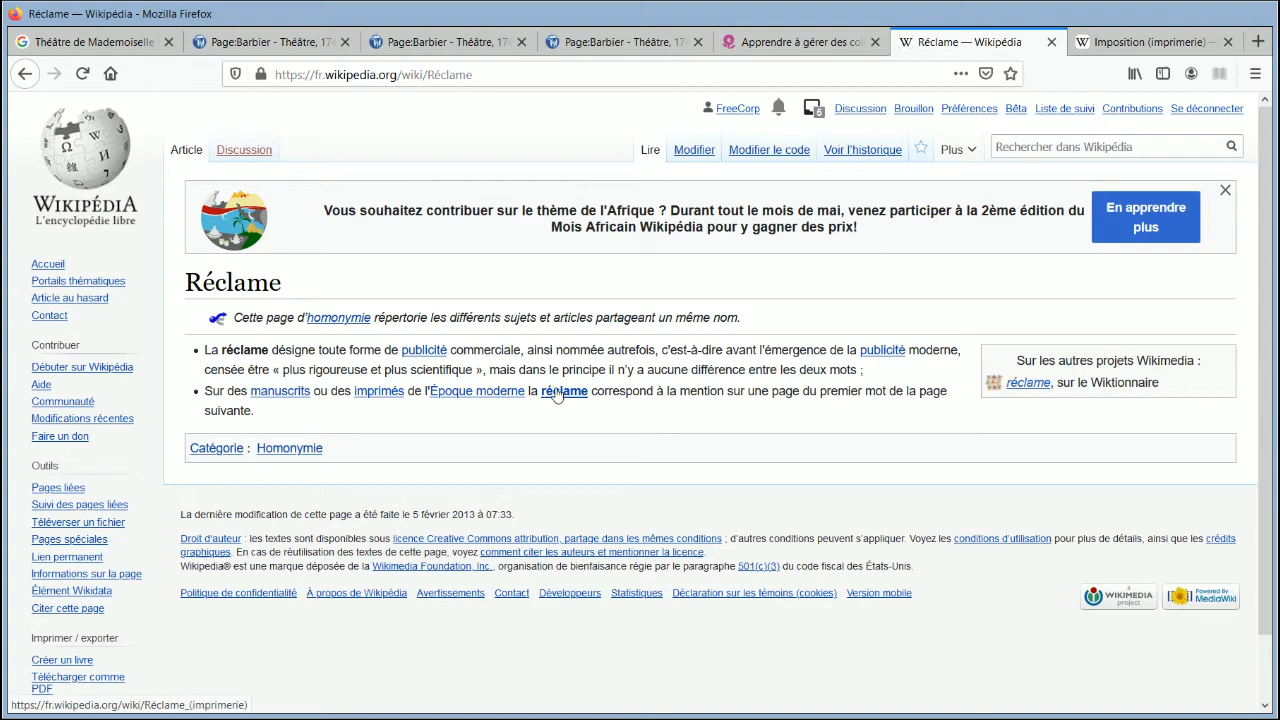 Réclame — Wikipédia - Mozilla Firefox
Théâtre de Mademoiselle
Page:Barbier - Théâtre, 174
Page:Barbier - Théâtre, 174
Page:Barbier - Théâtre, 174
Apprendre à gérer des col
Réclame — Wikipédia
Imposition (imprimerie) —
https://fr.wikipedia.org/wiki/Réclame
FreeCorp
6
Discussion
Brouillon
Préférences
Bêta
Liste de suivi
Contributions
Se déconnecter
WIKIPÉDIA
L'encyclopédie libre
Article
Discussion
Lire
Modifier
Modifier le code
Voir l'historique
Plus
Rechercher dans Wikipédia
Vous souhaitez contribuer sur le thème de l'Afrique ? Durant tout le mois de mai, venez participer à la 2ème édition du
Mois Africain Wikipédia pour y gagner des prix!
En apprendre
plus
Réclame
Cette page d'homonymie répertorie les différents sujets et articles partageant un même nom.
• La réclame désigne toute forme de publicité commerciale, ainsi nommée autrefois, c'est-à-dire avant l'émergence de la publicité moderne,
censée être « plus rigoureuse et plus scientifique », mais dans le principe il n'y a aucune différence entre les deux mots ;
• Sur des manuscrits ou des imprimés de l'Époque moderne la réclame correspond à la mention sur une page du premier mot de la page
suivante.
Sur les autres projets Wikimedia :
réclame, sur le Wiktionnaire
Catégorie : Homonymie
La dernière modification de cette page a été faite le 5 février 2013 à 07:33.
Droit d'auteur : les textes sont disponibles sous licence Creative Commons attribution, partage dans les mêmes conditions ; d'autres conditions peuvent s'appliquer. Voyez les conditions d'utilisation pour plus de détails, ainsi que les crédits
graphiques. En cas de réutilisation des textes de cette page, voyez comment citer les auteurs et mentionner la licence.
Wikipedia® est une marque déposée de la Wikimedia Foundation, Inc., organisation de bienfaisance régie par le paragraphe 501(c)(3) du code fiscal des États-Unis.
Politique de confidentialité
À propos de Wikipédia
Avertissements
Contact
Développeurs
Statistiques
Déclaration sur les témoins (cookies)
Version mobile
A
WIKIMEDIA
project
Powered By
MediaWiki
Accueil
Portails thématiques
Article au hasard
Contact
Contribuer
Débuter sur Wikipédia
Aide
Communauté
Modifications récentes
Faire un don
Outils
Pages liées
Suivi des pages liées
Téléverser un fichier
Pages spéciales
Lien permanent
Informations sur la page
Élément Wikidata
Citer cette page
Imprimer / exporter
Créer un livre
Télécharger comme
PDF
https://fr.wikipedia.org/wiki/Réclame_(imprimerie)